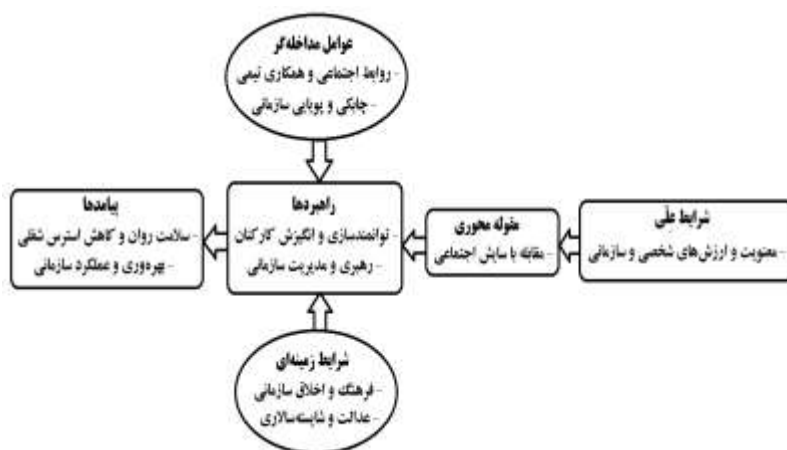 عوامل مداخله‌گر
- روابط اجتماعی و همکاری تیمی
- چابکی و پویایی سازمانی
شرایط علّی
- معنویت و ارزش‌های شخصی و سازمانی
مقوله محوری
- مقابله با سایش اجتماعی
راهبردها
- توانمندسازی و انگیزش کارکنان
- رهبری و مدیریت سازمانی
پیامدها
- سلامت روان و کاهش استرس شغلی
- بهره‌وری و عملکرد سازمانی
شرایط زمینه‌ای
- فرهنگ و اخلاق سازمانی
- عدالت و شایسته‌سالاری